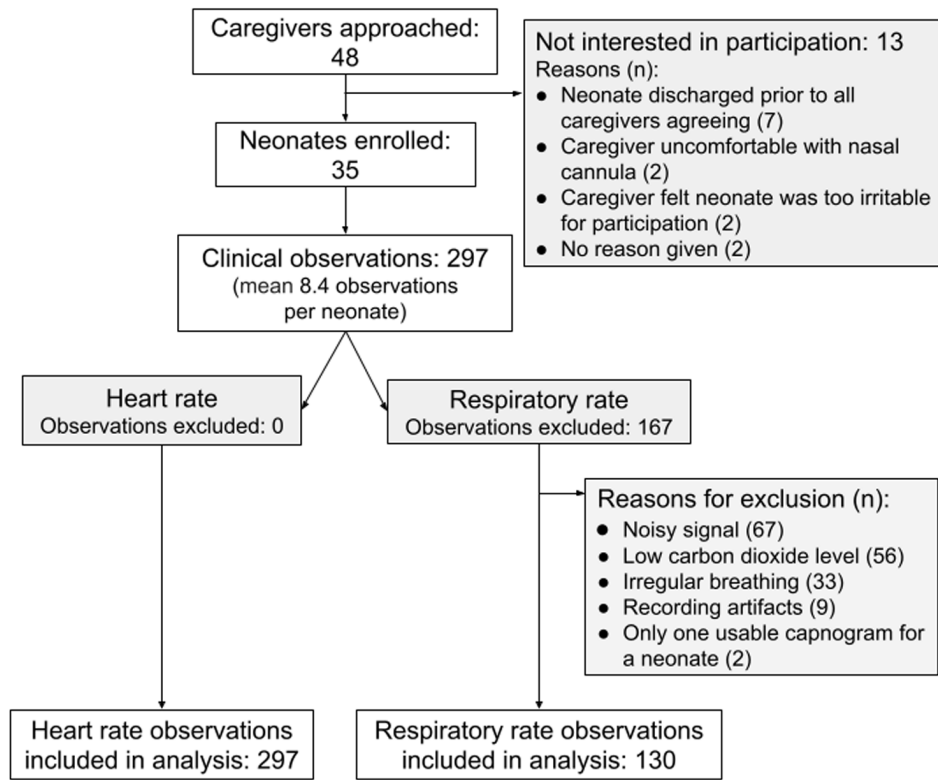 Caregivers approached:
48
Not interested in participation: 13
Reasons (n):
● Neonate discharged prior to all
caregivers agreeing (7)
● Caregiver uncomfortable with nasal
cannula (2)
● Caregiver felt neonate was too irritable
for participation (2)
● No reason given (2)
Neonates enrolled:
35
Clinical observations: 297
(mean 8.4 observations
per neonate)
Heart rate
Observations excluded: 0
Respiratory rate
Observations excluded: 167
Reasons for exclusion (n):
● Noisy signal (67)
● Low carbon dioxide level (56)
● Irregular breathing (33)
● Recording artifacts (9)
● Only one usable capnogram for
a neonate (2)
Heart rate observations
included in analysis: 297
Respiratory rate observations
included in analysis: 130